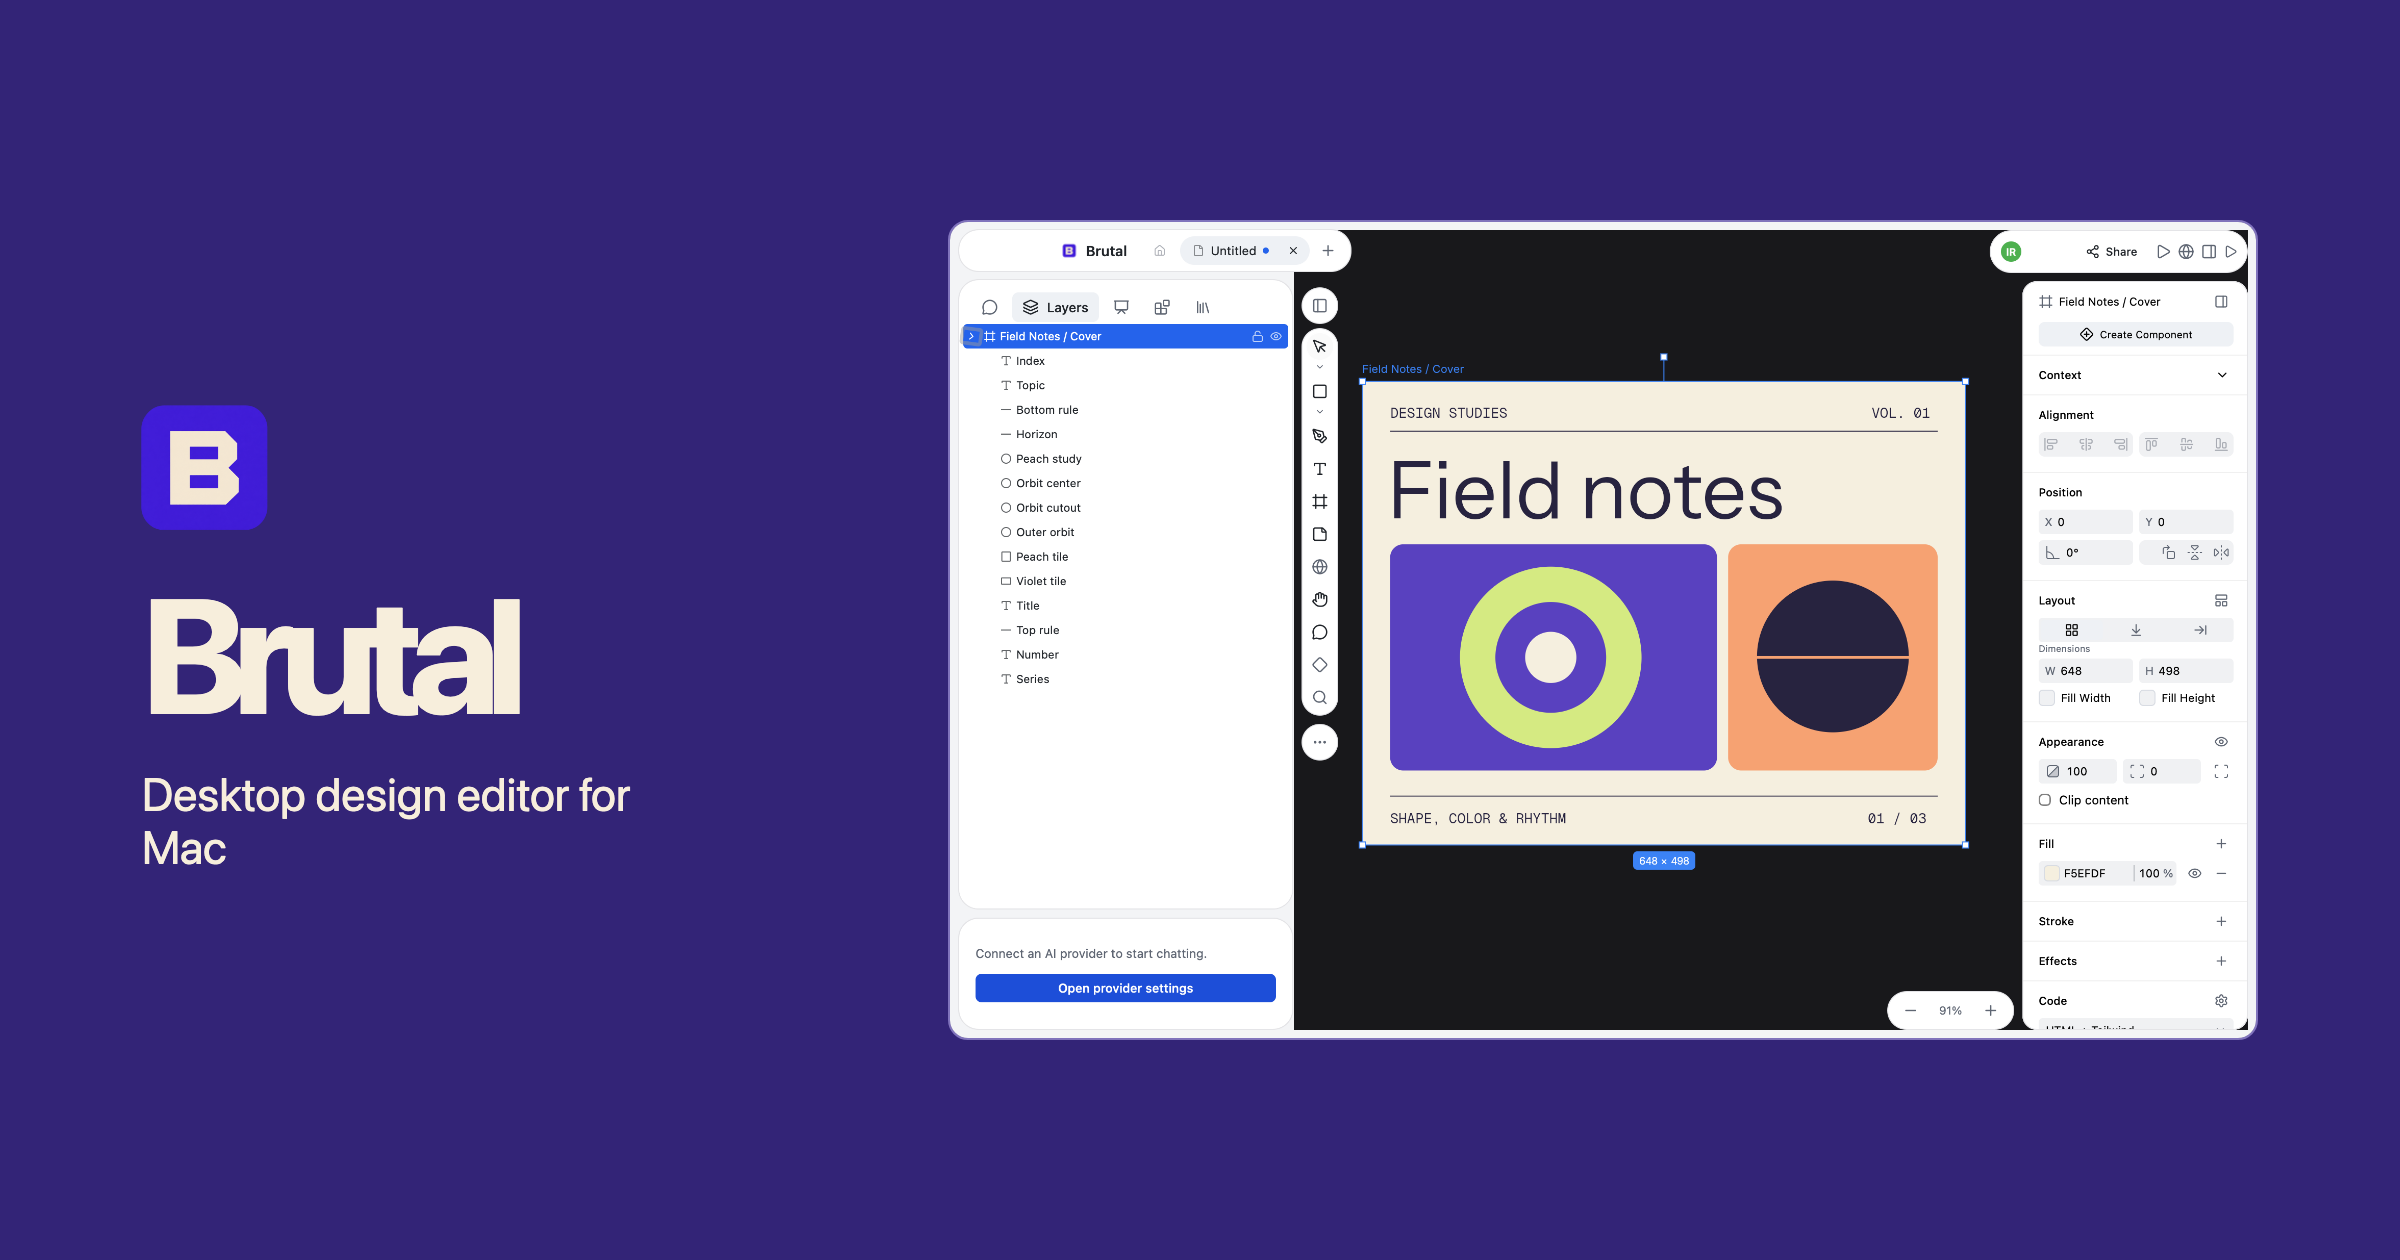 B
Brutal
Desktop design editor for
Mac
Brutal
Untitled
Layers
Field Notes / Cover
Index
Topic
Bottom rule
Horizon
Peach study
Orbit center
Orbit cutout
Outer orbit
Peach tile
Violet tile
Title
Top rule
Number
Series
Connect an AI provider to start chatting.
Open provider settings
Field Notes / Cover
DESIGN STUDIES VOL. 01
Field notes
SHAPE, COLOR & RHYTHM 01 / 03
648 × 498
91%
IR Share
Field Notes / Cover
Create Component
Context
Alignment
Position
X 0 Y 0
0°
Layout
Dimensions
W 648 H 498
Fill Width Fill Height
Appearance
100 0
Clip content
Fill
F5EFDF 100 %
Stroke
Effects
Code